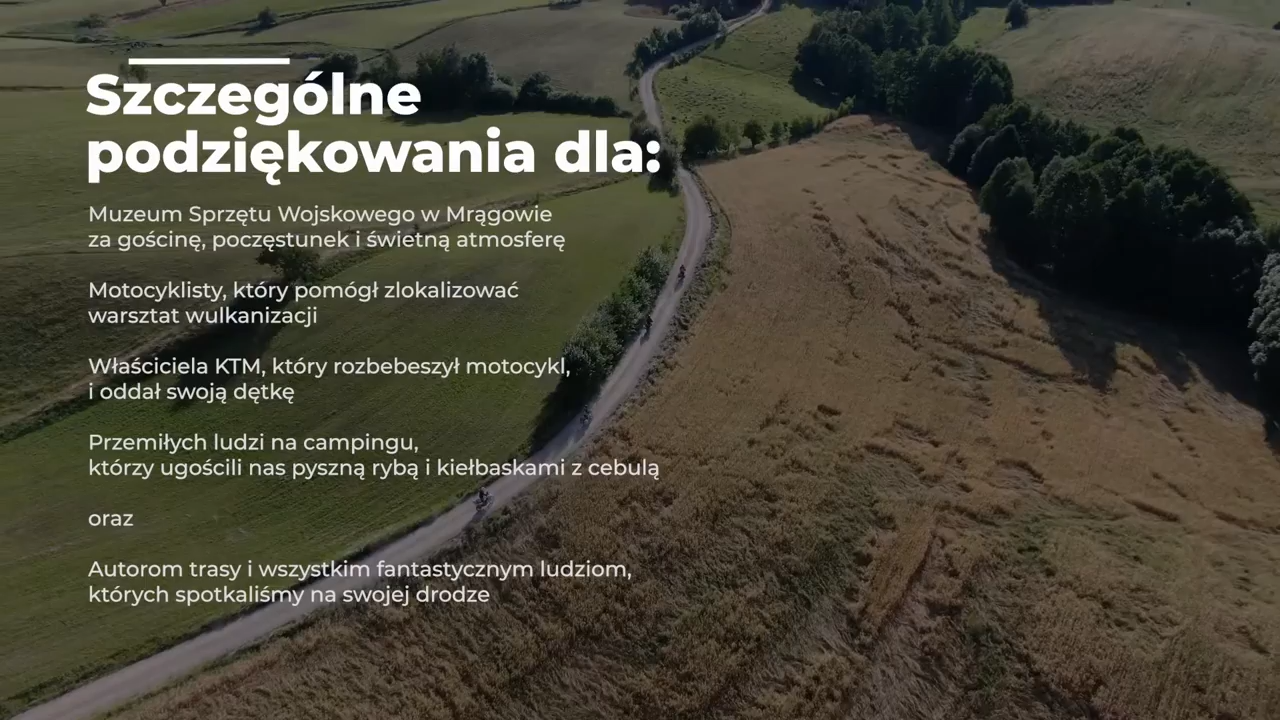 Szczególne
podziękowania dla:
Muzeum Sprzętu Wojskowego w Mrągowie
za gościnę, poczęstunek i świetną atmosferę
Motocyklisty, który pomógł zlokalizować
warsztat wulkanizacji
Właściciela KTM, który rozbebeszył motocykl,
i oddał swoją dętkę
Przemiłych ludzi na campingu,
którzy ugościli nas pyszną rybą i kiełbaskami z cebulą
oraz
Autorom trasy i wszystkim fantastycznym ludziom,
których spotkaliśmy na swojej drodze